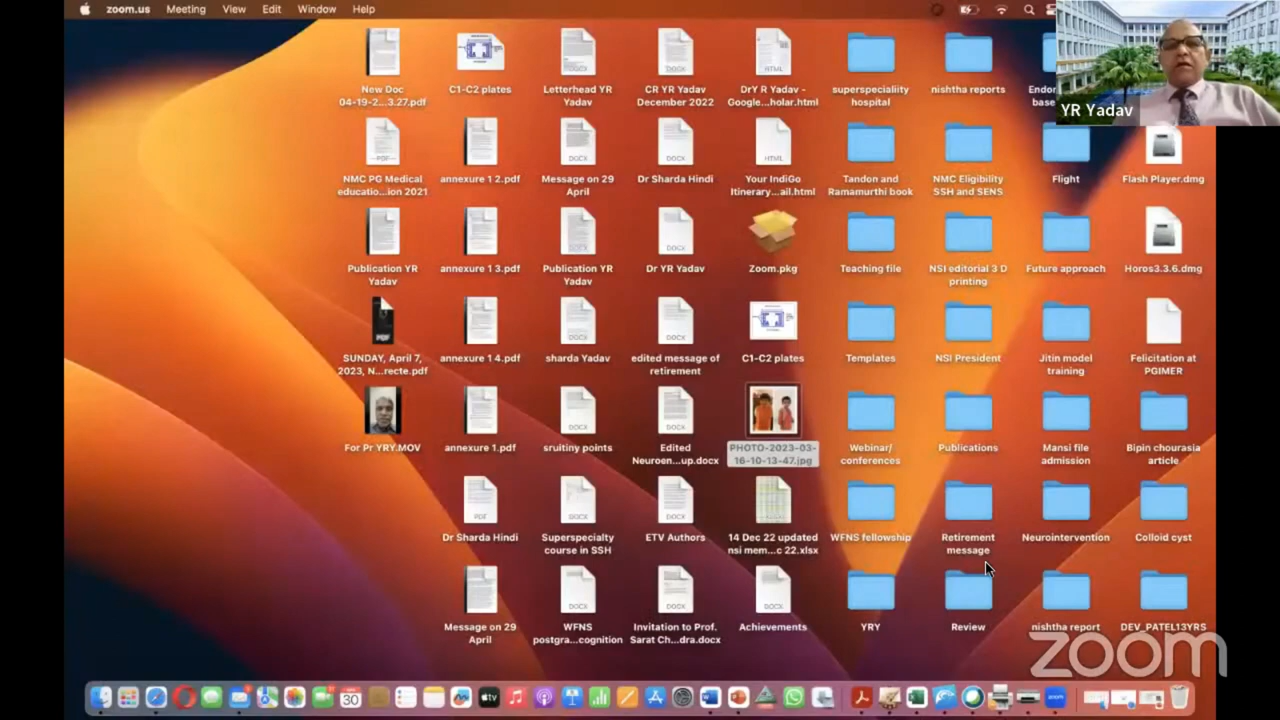 zoom.us Meeting View Edit Window Help
YR Yadav
New Doc
04-19-2...3.27.pdf
C1-C2 plates
Letterhead YR
Yadav
CR YR Yadav
December 2022
DrY R Yadav -
Google...holar.html
superspeciality
hospital
nishtha reports
NMC PG Medical
educatio...ion 2021
annexure 1 2.pdf
Message on 29
April
Dr Sharda Hindi
Your IndiGo
Itinerary...ail.html
Tandon and
Ramamurthi book
NMC Eligibility
SSH and SENS
Flight
Flash Player.dmg
Publication YR
Yadav
annexure 1 3.pdf
Publication YR
Yadav
Dr YR Yadav
Zoom.pkg
Teaching file
NSI editorial 3 D
printing
Future approach
Horos3.3.6.dmg
SUNDAY, April 7,
2023, N...recte.pdf
annexure 1 4.pdf
sharda Yadav
edited message of
retirement
C1-C2 plates
Templates
NSI President
Jitin model
training
Felicitation at
PGIMER
For Pr YRY.MOV
annexure 1.pdf
sruitiny points
Edited
Neuroen...up.docx
PHOTO-2023-03-
16-10-13-47.jpg
Webinar/
conferences
Publications
Mansi file
admission
Bipin chourasia
article
Dr Sharda Hindi
Superspecialty
course in SSH
ETV Authors
14 Dec 22 updated
nsi mem...c 22.xlsx
WFNS fellowship
Retirement
message
Neurointervention
Colloid cyst
Message on 29
April
WFNS
postgra...cognition
Invitation to Prof.
Sarat Ch...dra.docx
Achievements
YRY
Review
nishtha report
DEV_PATEL13YRS
zoom